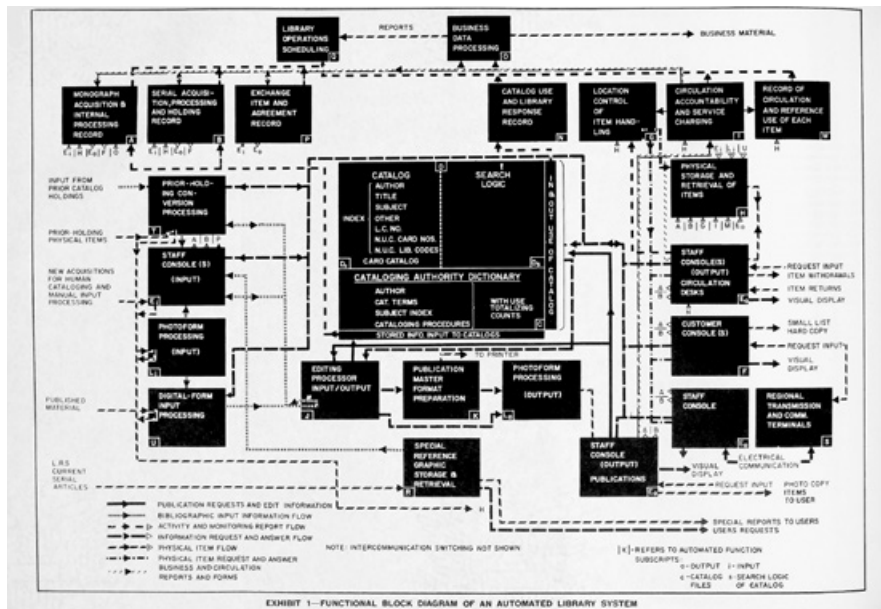 LIBRARY
OPERATIONS
SCHEDULING
REPORTS
BUSINESS
DATA
PROCESSING
BUSINESS MATERIAL
MONOGRAPH
ACQUISITION &
INTERNAL
PROCESSING
RECORD
SERIAL ACQUISI-
TION, PROCESSING
AND HOLDING
RECORD
EXCHANGE
ITEM AND
AGREEMENT
RECORD
CATALOG USE
AND LIBRARY
RESPONSE
RECORD
LOCATION
CONTROL
OF
ITEM HAND-
LING
CIRCULATION
ACCOUNTABILITY
AND SERVICE
CHARGING
RECORD OF
CIRCULATION
AND REFERENCE
USE OF EACH
ITEM
INPUT FROM
PRIOR CATALOG
HOLDINGS
PRIOR-HOLD-
ING CON-
VERSION
PROCESSING
PRIOR-HOLDING
PHYSICAL ITEMS
NEW ACQUISITIONS
FOR HUMAN
CATALOGING AND
MANUAL INPUT
PROCESSING
STAFF
CONSOLE (S)
(INPUT)
PHOTOFORM
PROCESSING
(INPUT)
DIGITAL-FORM
INPUT
PROCESSING
PUBLISHED
MATERIAL
L.R.S
CURRENT
SERIAL
ARTICLES
CATALOG
AUTHOR
TITLE
SUBJECT
INDEX
OTHER
L.C. NO.
N.U.C. CARD NOS.
N.U.C. LIB. CODES
CARD CATALOG
SEARCH
LOGIC
IN & OUT USE OF CATALOG
CATALOGING AUTHORITY DICTIONARY
AUTHOR
CAT. TERMS
SUBJECT INDEX
CATALOGING PROCEDURES
WITH USE
TOTALIZING
COUNTS
STORED INFO. INPUT TO CATALOGS
TO PRINTER
EDITING
PROCESSOR
INPUT/OUTPUT
PUBLICATION
MASTER
FORMAT
PREPARATION
PHOTOFORM
PROCESSING
(OUTPUT)
SPECIAL
REFERENCE
GRAPHIC
STORAGE &
RETRIEVAL
STAFF
CONSOLE
(OUTPUT)
PUBLICATIONS
PHYSICAL
STORAGE AND
RETRIEVAL
OF ITEMS
STAFF
CONSOLE(S)
(OUTPUT)
CIRCULATION
DESKS
REQUEST INPUT
ITEM WITHDRAWALS
ITEM RETURNS
VISUAL DISPLAY
CUSTOMER
CONSOLE(S)
SMALL LIST
HARD COPY
REQUEST INPUT
VISUAL
DISPLAY
STAFF
CONSOLE
REGIONAL
TRANSMISSION
AND COMM.
TERMINALS
ELECTRICAL
COMMUNICATION
VISUAL
DISPLAY
REQUEST INPUT
PHOTO COPY
ITEMS
TO USER
SPECIAL REPORTS TO USERS
USERS REQUESTS
PUBLICATION REQUESTS AND EDIT INFORMATION
BIBLIOGRAPHIC INPUT INFORMATION FLOW
ACTIVITY AND MONITORING REPORT FLOW
INFORMATION REQUEST AND ANSWER FLOW
PHYSICAL ITEM FLOW
PHYSICAL ITEM REQUEST AND ANSWER
BUSINESS AND CIRCULATION
REPORTS AND FORMS
NOTE: INTERCOMMUNICATION SWITCHING NOT SHOWN
|K|-REFERS TO AUTOMATED FUNCTION
SUBSCRIPTS:
o-OUTPUT i-INPUT
c-CATALOG s-SEARCH LOGIC
FILES OF CATALOG
EXHIBIT 1—FUNCTIONAL BLOCK DIAGRAM OF AN AUTOMATED LIBRARY SYSTEM